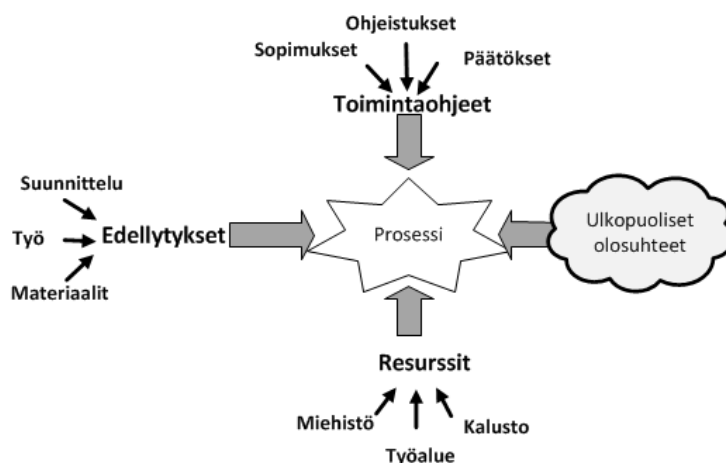 Ohjeistukset
Sopimukset
Päätökset
Toimintaohjeet
Suunnittelu
Työ
Edellytykset
Materiaalit
Prosessi
Ulkopuoliset
olosuhteet
Resurssit
Miehistö
Kalusto
Työalue